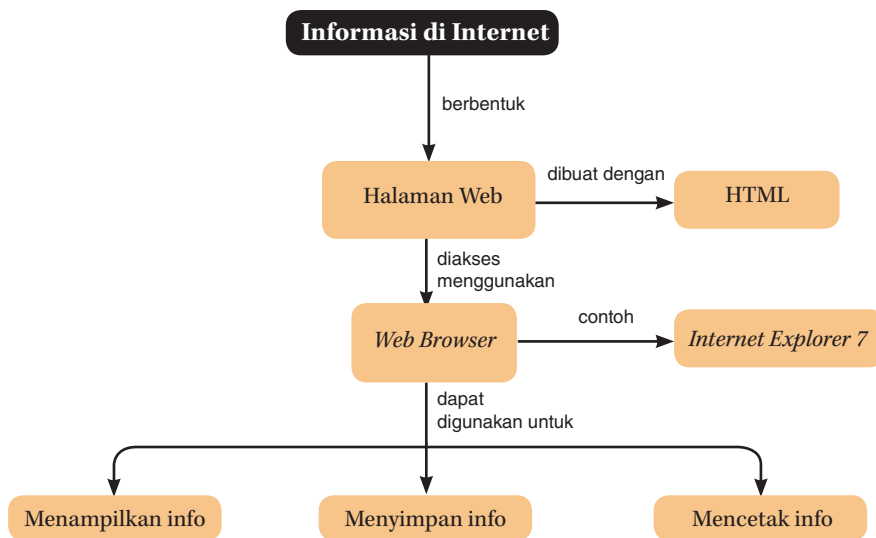 Informasi di Internet
berbentuk
Halaman Web
dibuat dengan
HTML
diakses
menggunakan
Web Browser
contoh
Internet Explorer 7
dapat
digunakan untuk
Menampilkan info
Menyimpan info
Mencetak info